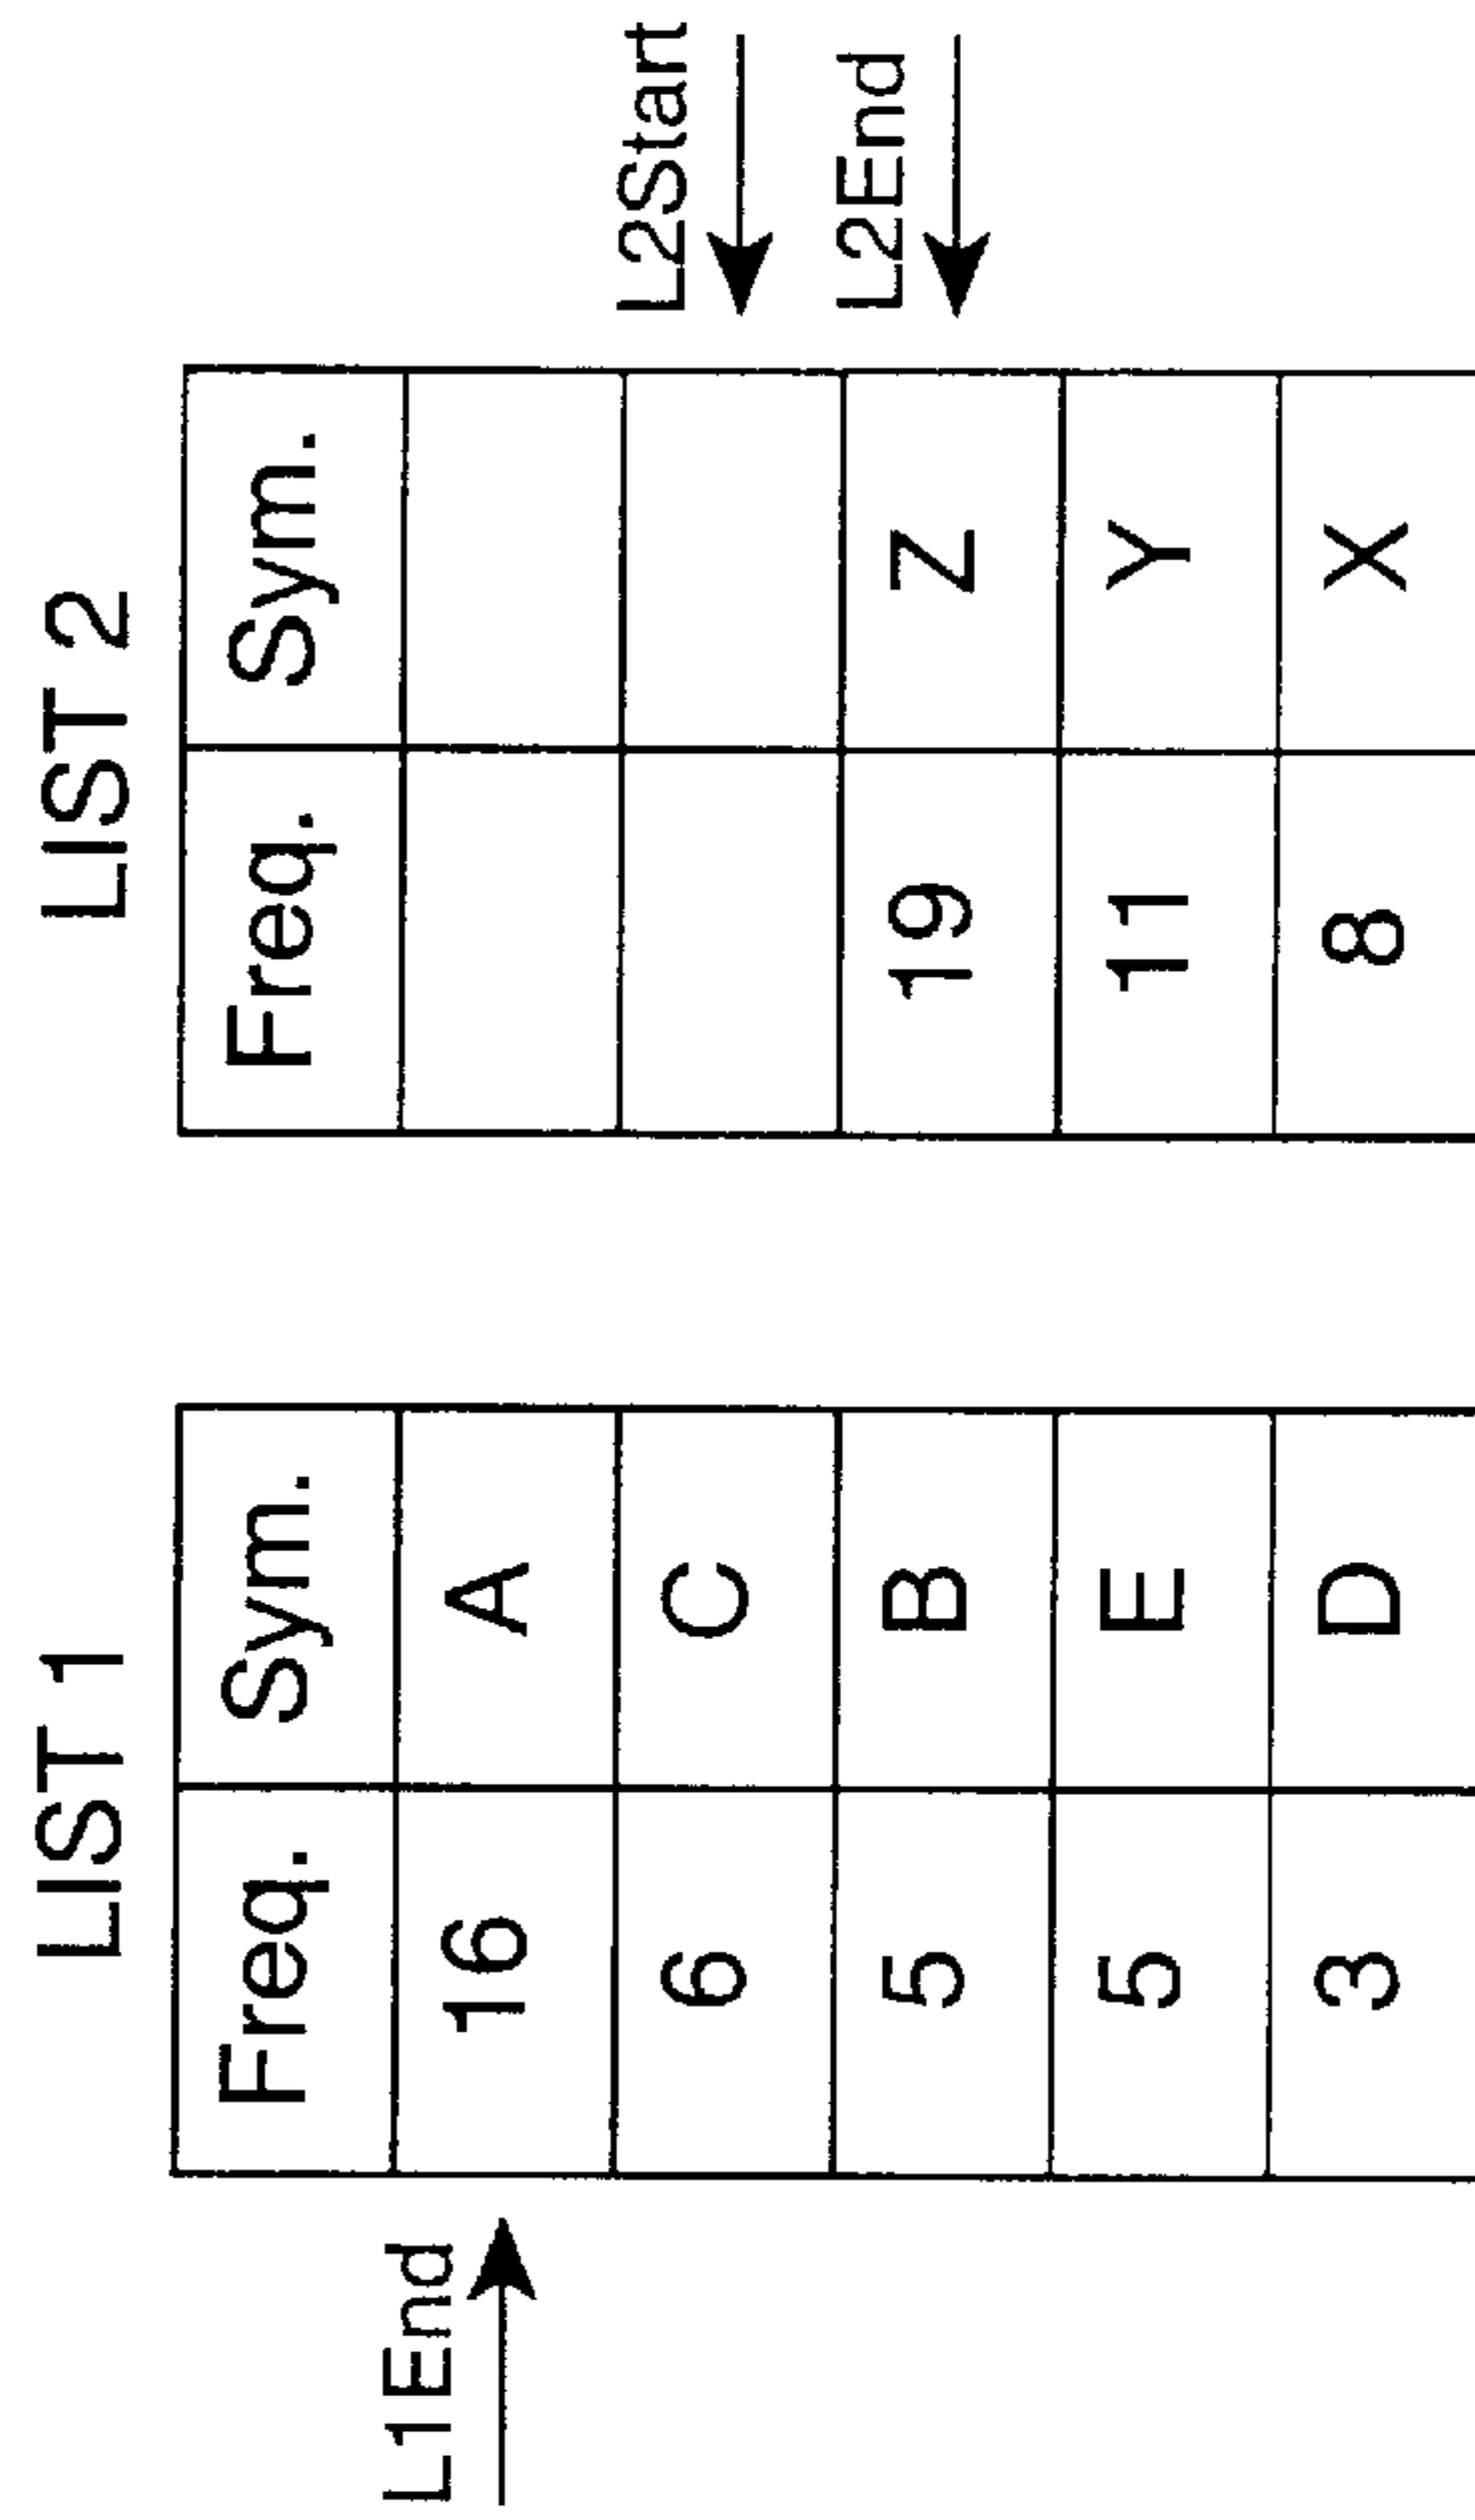 LIST 1 LIST 2
Freq. Sym. Freq. Sym.
L1End 16 A
6 C L2Start
5 B 19 Z L2End
5 E 11 Y
3 D 8 X